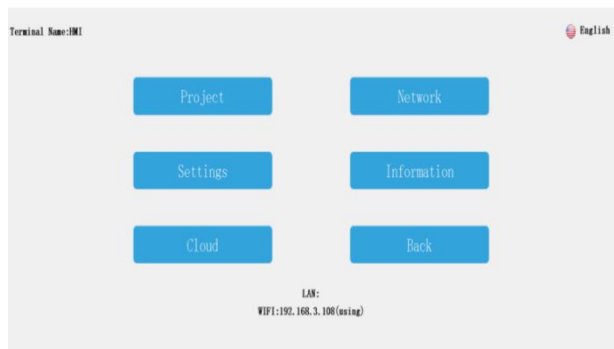 Terminal Name:HMI
English
Project
Network
Settings
Information
Cloud
Back
LAN:
WIFI:192.168.3.108(using)